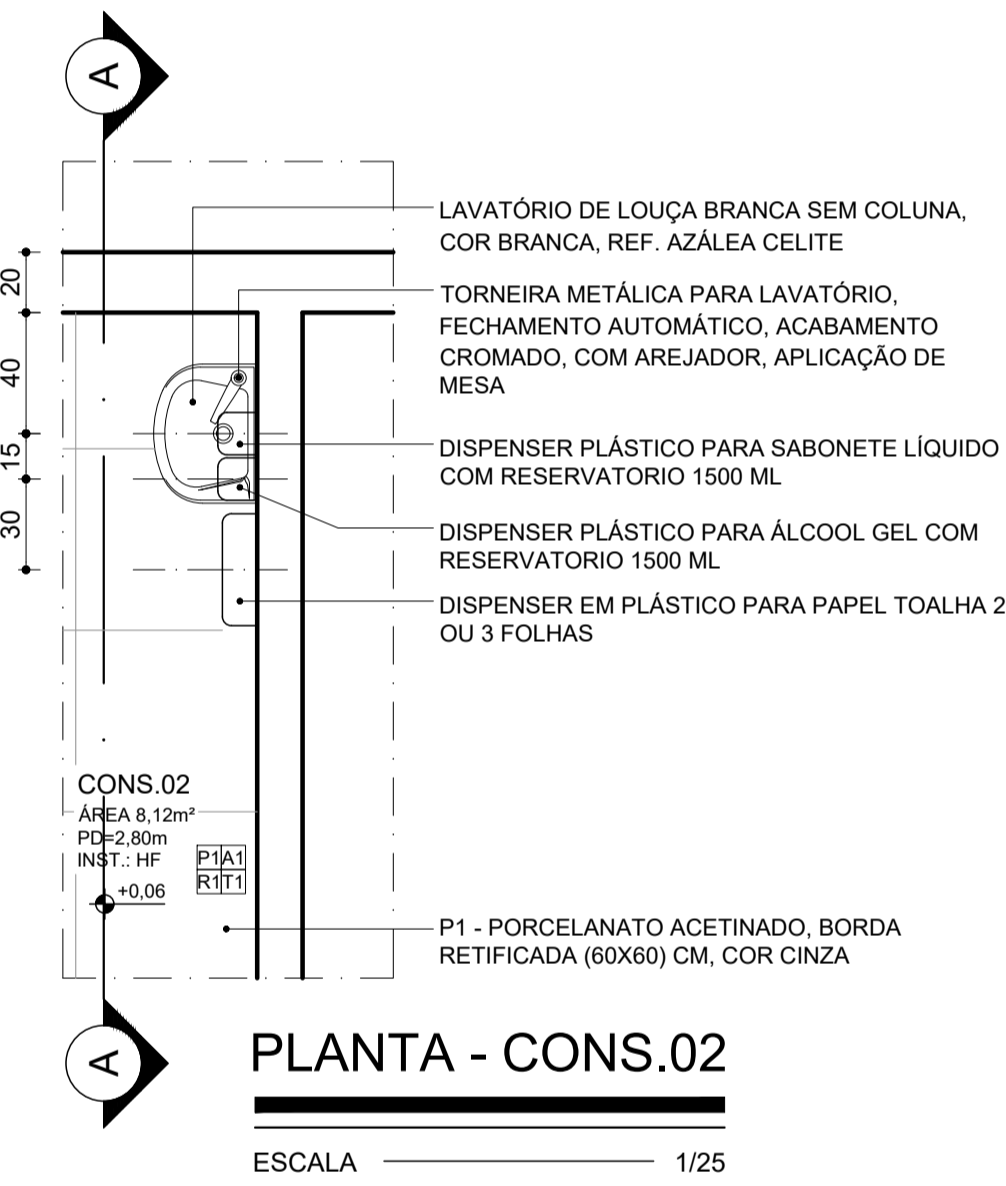 A
LAVATÓRIO DE LOUÇA BRANCA SEM COLUNA,
COR BRANCA, REF. AZÁLEA CELITE
TORNEIRA METÁLICA PARA LAVATÓRIO,
FECHAMENTO AUTOMÁTICO, ACABAMENTO
CROMADO, COM AREJADOR, APLICAÇÃO DE
MESA
DISPENSER PLÁSTICO PARA SABONETE LÍQUIDO
COM RESERVATORIO 1500 ML
DISPENSER PLÁSTICO PARA ÁLCOOL GEL COM
RESERVATORIO 1500 ML
DISPENSER EM PLÁSTICO PARA PAPEL TOALHA 2
OU 3 FOLHAS
20
40
15
30
CONS.02
ÁREA 8,12m²
PD=2,80m
INST.: HF
P1 A1
R1 T1
+0,06
P1 - PORCELANATO ACETINADO, BORDA
RETIFICADA (60X60) CM, COR CINZA
A
PLANTA - CONS.02
ESCALA 1/25